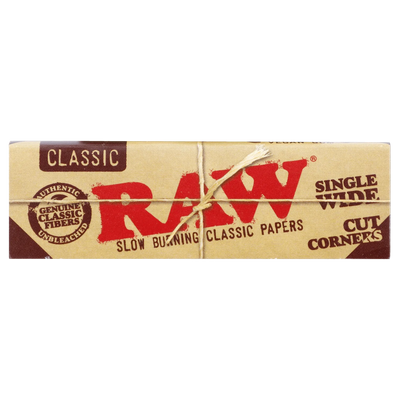 CLASSIC
AUTHENTIC
GENUINE
CLASSIC
FIBERS
UNBLEACHED
RAW®
SLOW BURNING CLASSIC PAPERS
SINGLE
WIDE
CUT
CORNERS